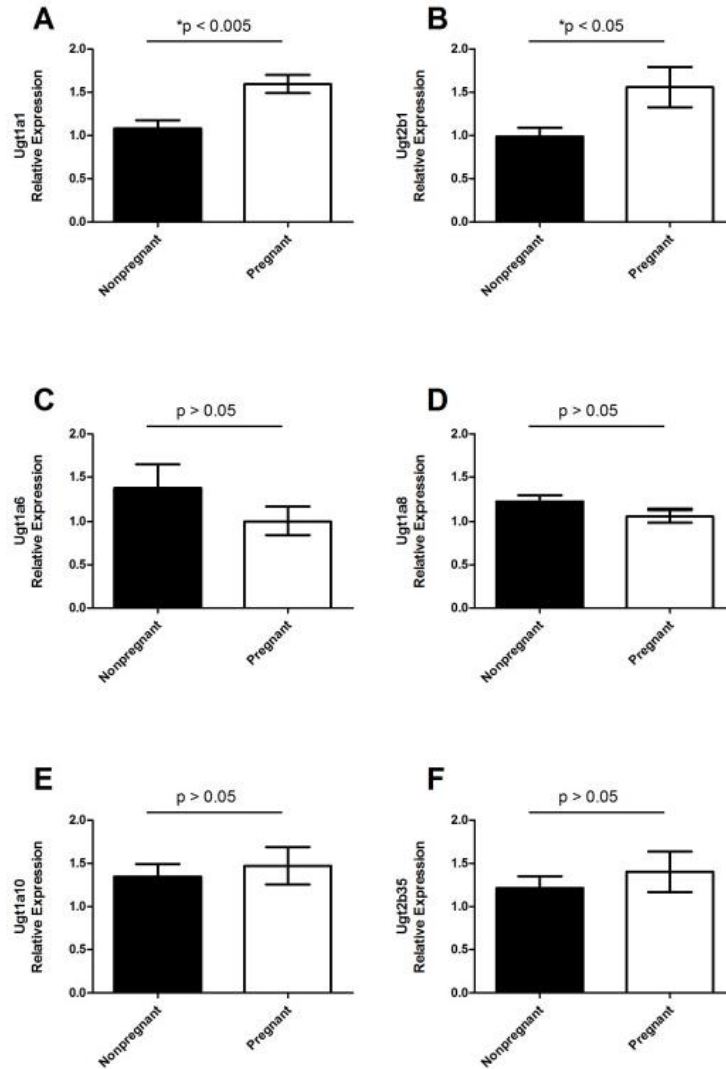 A
*p < 0.005
Ugt1a1
Relative Expression
2.0
1.5
1.0
0.5
0.0
Nonpregnant
Pregnant
B
*p < 0.05
Ugt2b1
Relative Expression
2.0
1.5
1.0
0.5
0.0
Nonpregnant
Pregnant
C
p > 0.05
Ugt1a6
Relative Expression
2.0
1.5
1.0
0.5
0.0
Nonpregnant
Pregnant
D
p > 0.05
Ugt1a8
Relative Expression
2.0
1.5
1.0
0.5
0.0
Nonpregnant
Pregnant
E
p > 0.05
Ugt1a10
Relative Expression
2.0
1.5
1.0
0.5
0.0
Nonpregnant
Pregnant
F
p > 0.05
Ugt2b35
Relative Expression
2.0
1.5
1.0
0.5
0.0
Nonpregnant
Pregnant